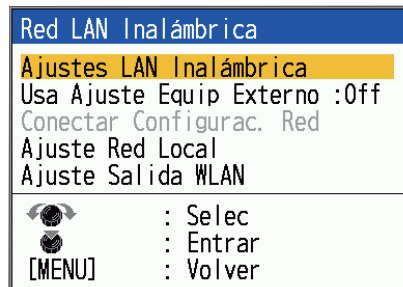 Red LAN Inalámbrica
Ajustes LAN Inalámbrica
Usa Ajuste Equip Externo :Off
Conectar Configurac. Red
Ajuste Red Local
Ajuste Salida WLAN
: Selec
: Entrar
[MENU] : Volver